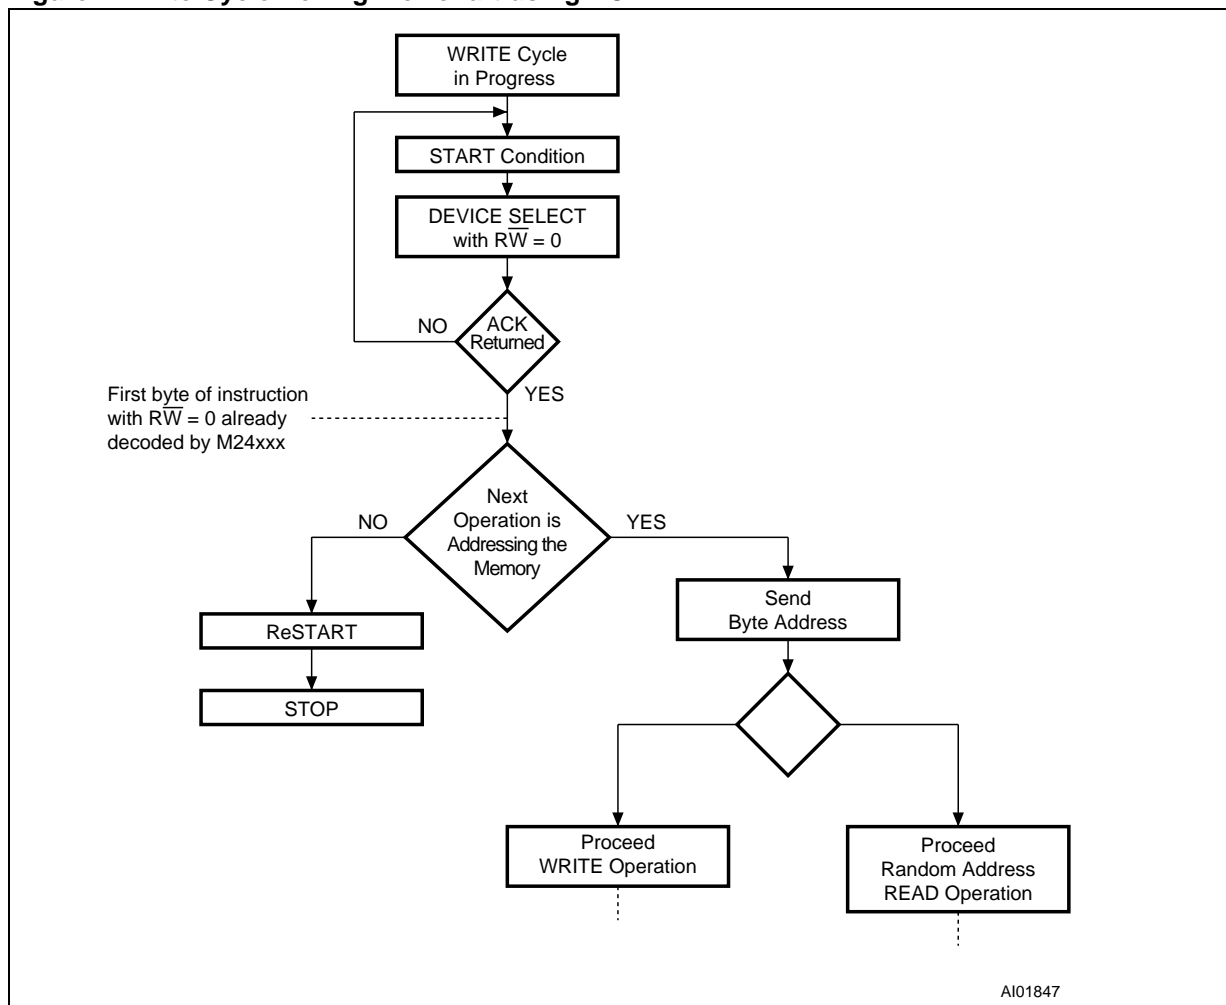 WRITE Cycle
in Progress
START Condition
DEVICE SELECT
with RW̅ = 0
ACK
Returned
NO
YES
First byte of instruction
with RW̅ = 0 already
decoded by M24xxx
Next
Operation is
Addressing the
Memory
NO
YES
Send
Byte Address
ReSTART
STOP
Proceed
WRITE Operation
Proceed
Random Address
READ Operation
AI01847